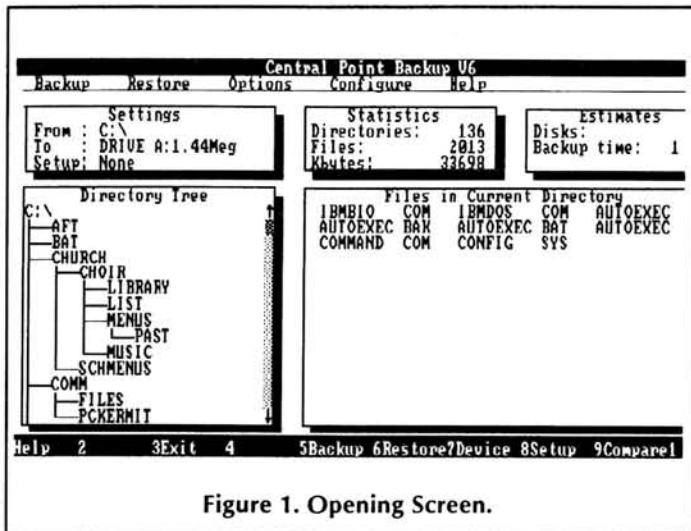 Central Point Backup V6
Backup Restore Options Configure Help
Settings
From : C:\
To : DRIVE A:1.44Meg
Setup: None
Statistics
Directories: 136
Files: 2013
Kbytes: 33698
Estimates
Disks:
Backup time: 1
Directory Tree
C:\
AFT
BAT
CHURCH
CHOIR
LIBRARY
LIST
MENUS
PAST
MUSIC
SCHMENUS
COMM
FILES
PCKERMIT
Files in Current Directory
IBMBIO COM IBMDOS COM AUTOEXEC
AUTOEXEC BAK AUTOEXEC BAT AUTOEXEC
COMMAND COM CONFIG SYS
Help 2 3Exit 4 5Backup 6Restore7Device 8Setup 9Compare1
Figure 1. Opening Screen.